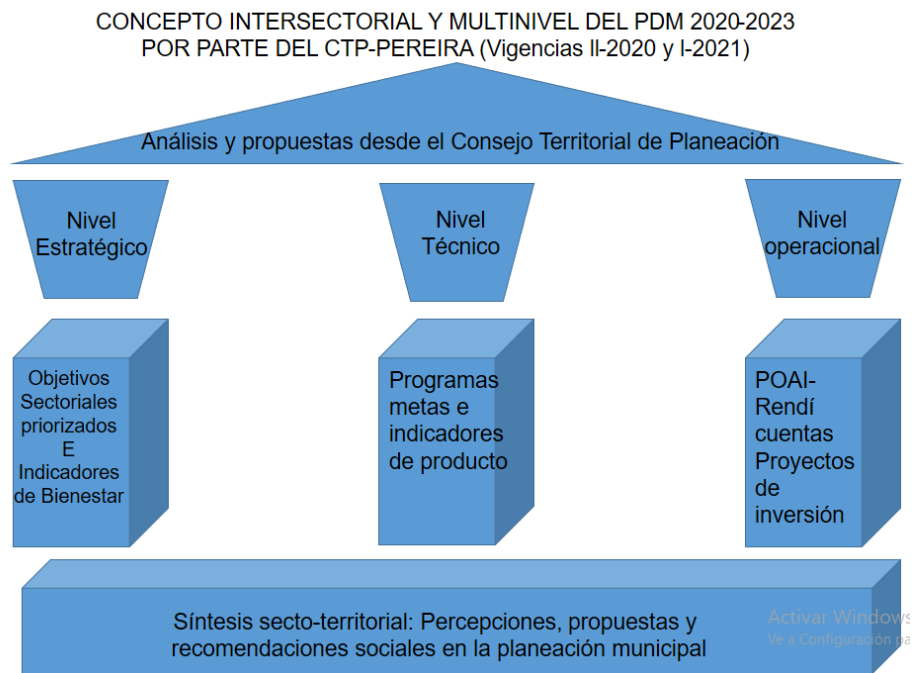 CONCEPTO INTERSECTORIAL Y MULTINIVEL DEL PDM 2020-2023
POR PARTE DEL CTP-PEREIRA (Vigencias II-2020 y I-2021)
Análisis y propuestas desde el Consejo Territorial de Planeación
Nivel
Estratégico
Nivel
Técnico
Nivel
operacional
Objetivos
Sectoriales
priorizados
E
Indicadores
de Bienestar
Programas
metas e
indicadores
de producto
POAI-
Rendí
cuentas
Proyectos
de
inversión
Síntesis secto-territorial: Percepciones, propuestas y
recomendaciones sociales en la planeación municipal
Activar Windows
Ve a Configuración pa